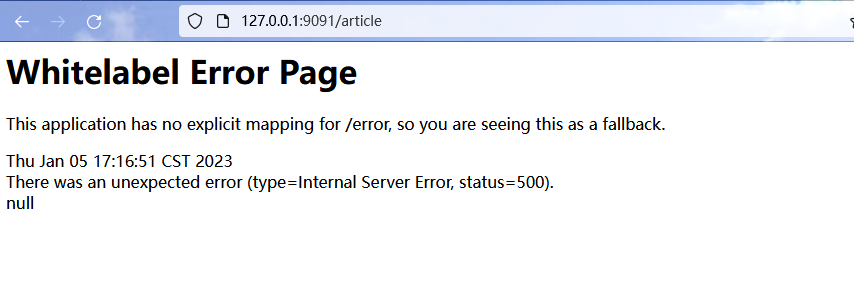 127.0.0.1:9091/article
Whitelabel Error Page
This application has no explicit mapping for /error, so you are seeing this as a fallback.
Thu Jan 05 17:16:51 CST 2023
There was an unexpected error (type=Internal Server Error, status=500).
null